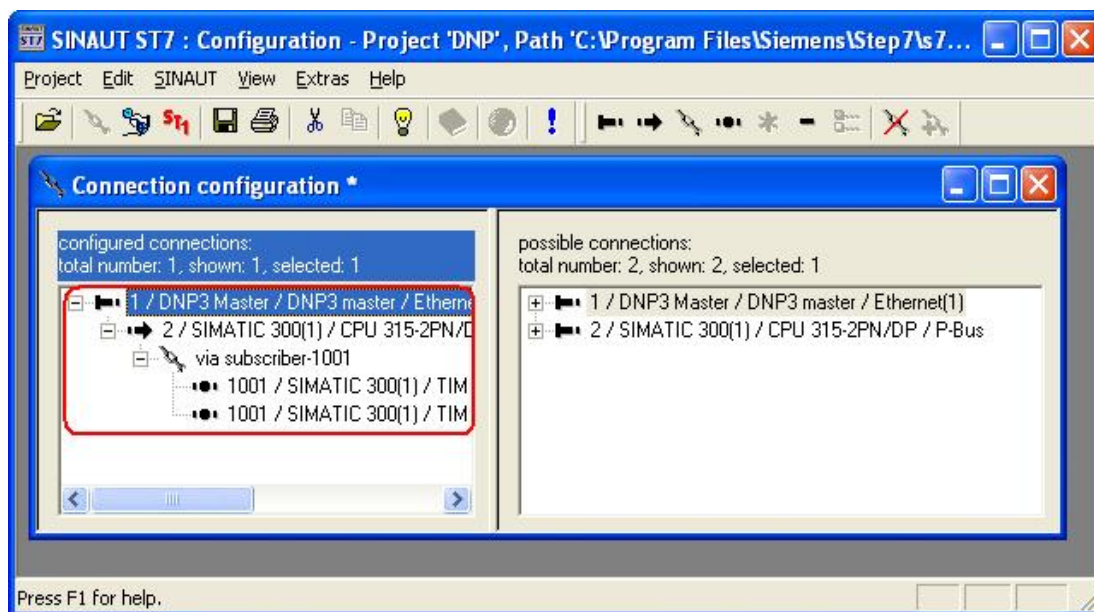 SINAUT ST7 : Configuration - Project 'DNP', Path 'C:\Program Files\Siemens\Step7\s7...
Project Edit SINAUT View Extras Help
Connection configuration *
configured connections:
total number: 1, shown: 1, selected: 1
1 / DNP3 Master / DNP3 master / Etherne
2 / SIMATIC 300(1) / CPU 315-2PN/D
via subscriber-1001
1001 / SIMATIC 300(1) / TIM
1001 / SIMATIC 300(1) / TIM
possible connections:
total number: 2, shown: 2, selected: 1
1 / DNP3 Master / DNP3 master / Ethernet(1)
2 / SIMATIC 300(1) / CPU 315-2PN/DP / P-Bus
Press F1 for help.